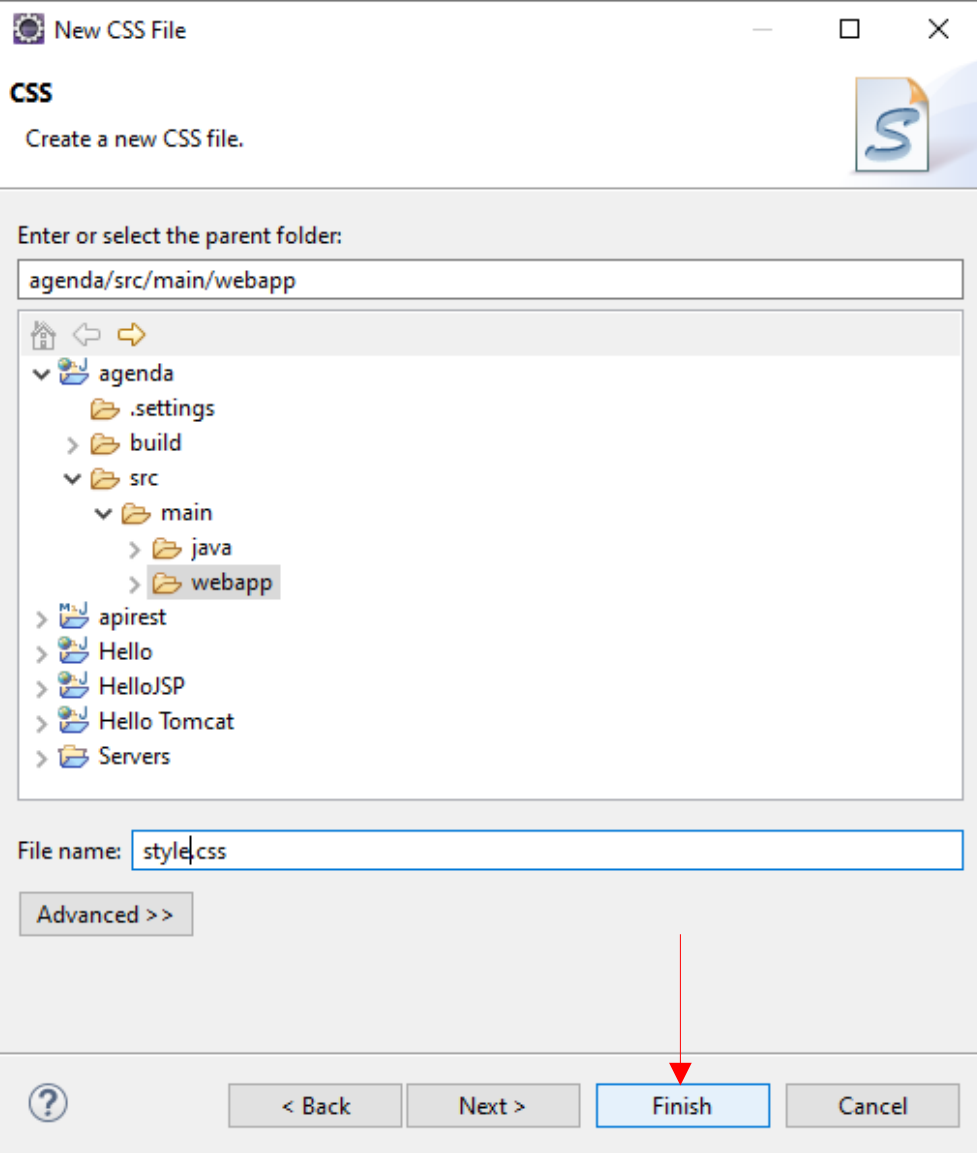 New CSS File
CSS
Create a new CSS file.
Enter or select the parent folder:
agenda/src/main/webapp
agenda
.settings
build
src
main
java
webapp
apirest
Hello
HelloJSP
Hello Tomcat
Servers
File name: style.css
Advanced >>
< Back Next > Finish Cancel